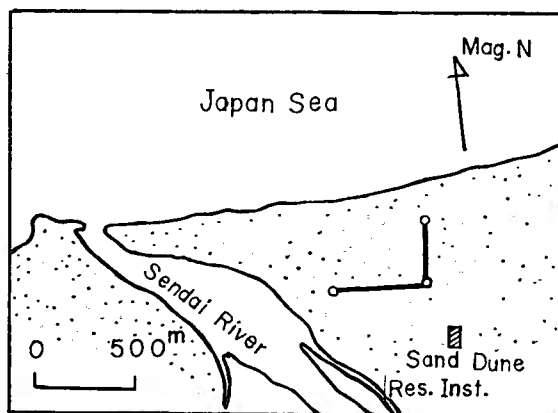 Mag. N
Japan Sea
Sendai River
0 500m
Sand Dune
Res. Inst.